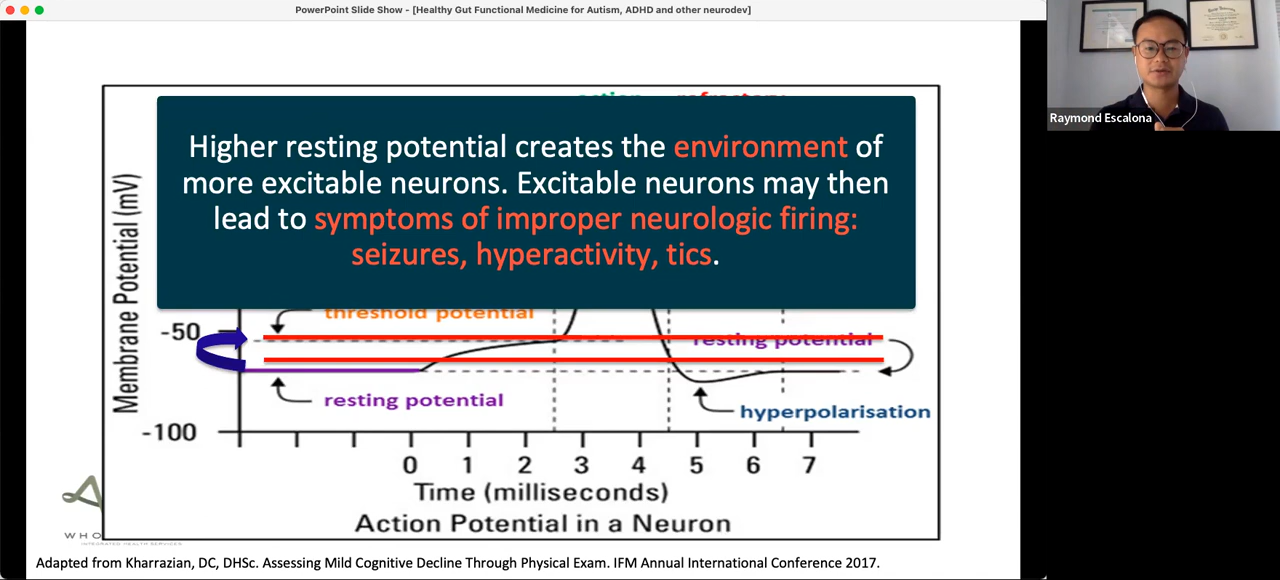 PowerPoint Slide Show - [Healthy Gut Functional Medicine for Autism, ADHD and other neurodev]
Raymond Escalona
Higher resting potential creates the environment of
more excitable neurons. Excitable neurons may then
lead to symptoms of improper neurologic firing:
seizures, hyperactivity, tics.
Membrane Potential (mV)
threshold potential
-50
resting potential
resting potential
hyperpolarisation
-100
0 1 2 3 4 5 6 7
Time (milliseconds)
Action Potential in a Neuron
WHO
INTEGRATED HEALTH SERVICES
Adapted from Kharrazian, DC, DHSc. Assessing Mild Cognitive Decline Through Physical Exam. IFM Annual International Conference 2017.